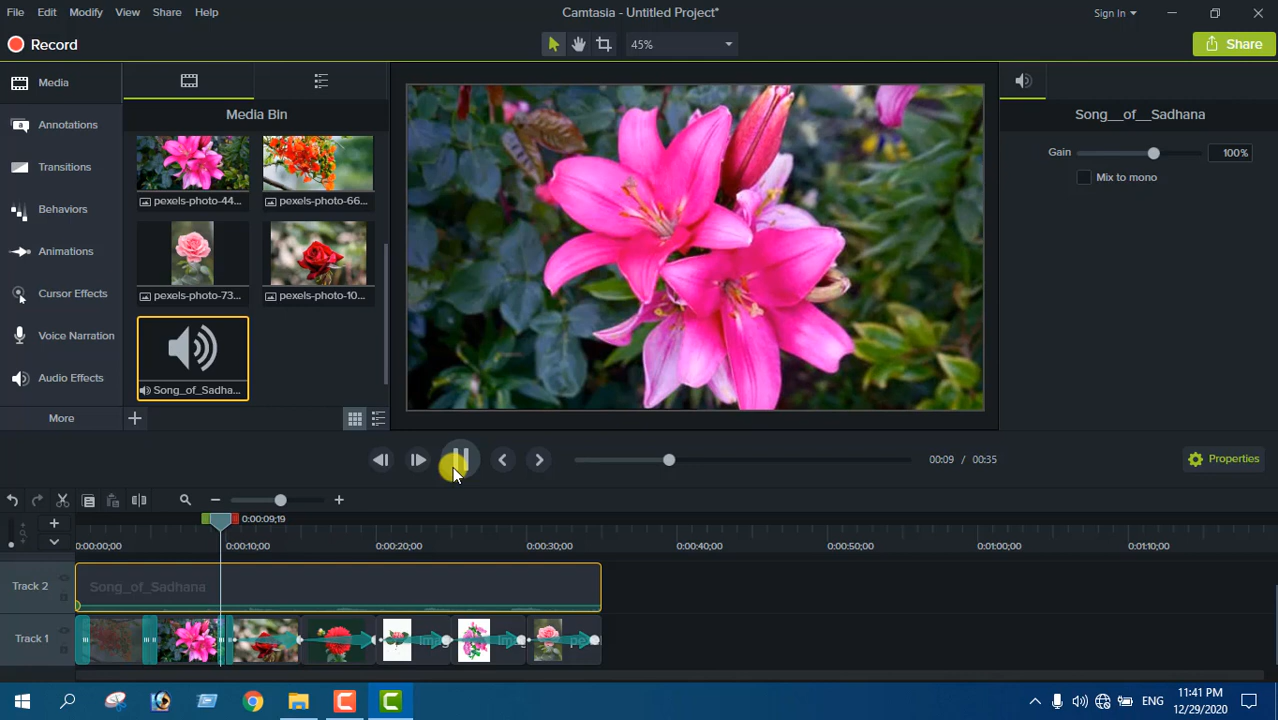 File Edit Modify View Share Help
Camtasia - Untitled Project*
Sign In
Record
45%
Share
Media
Annotations
Transitions
Behaviors
Animations
Cursor Effects
Voice Narration
Audio Effects
More
Media Bin
pexels-photo-44...
pexels-photo-66...
pexels-photo-73...
pexels-photo-10...
Song_of_Sadha...
Song__of__Sadhana
Gain
100%
Mix to mono
00:09 / 00:35
Properties
0:00:09;19
0:00:00;00
0:00:10;00
0:00:20;00
0:00:30;00
0:00:40;00
0:00:50;00
0:01:00;00
0:01:10;00
Track 2
Song_of_Sadhana
Track 1
ENG
11:41 PM
12/29/2020